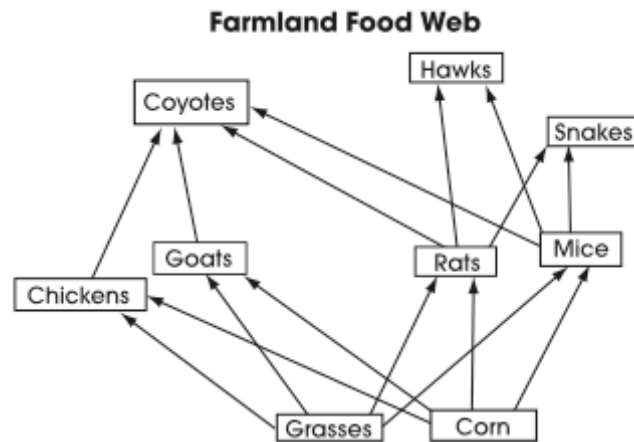 Farmland Food Web
Hawks
Coyotes
Snakes
Goats
Rats
Mice
Chickens
Grasses
Corn